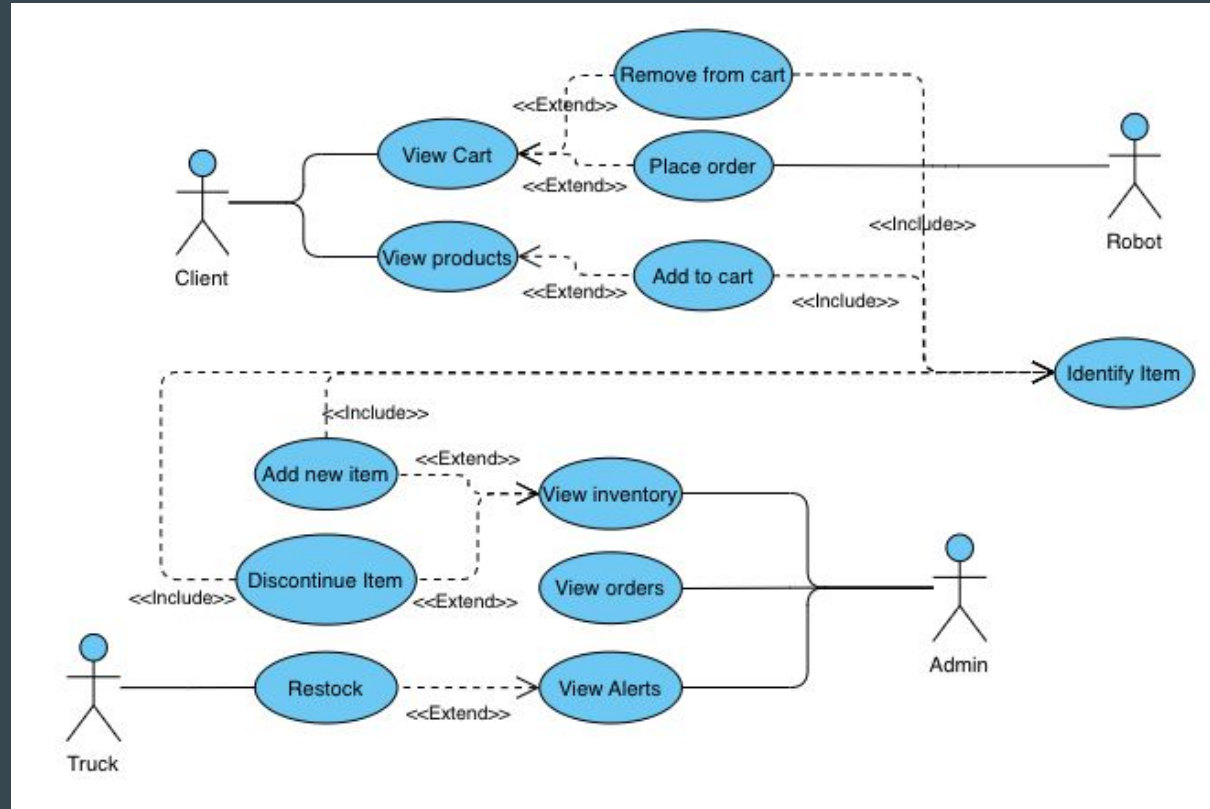 Remove from cart
<<Extend>>
View Cart
Place order
<<Extend>>
<<Include>>
Robot
Client
View products
Add to cart
<<Extend>>
<<Include>>
Identify Item
<<Include>>
Add new item
<<Extend>>
View inventory
Discontinue Item
View orders
<<Include>>
<<Extend>>
Admin
Restock
View Alerts
<<Extend>>
Truck